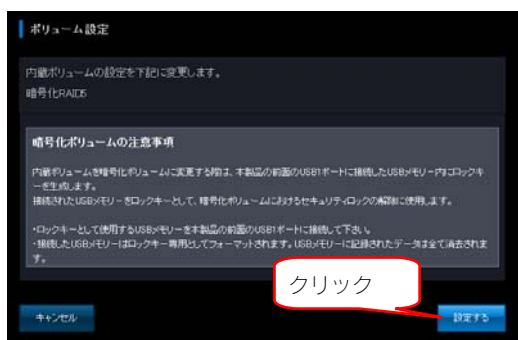 ボリューム設定
内蔵ボリュームの設定を下記に変更します。
暗号化RAID5
暗号化ボリュームの注意事項
内蔵ボリュームを暗号化ボリュームに変更する際は、本製品の前面のUSB1ポートに接続したUSBメモリー内にロックキ
ーを生成します。
接続されたUSBメモリーをロックキーとして、暗号化ボリュームにおけるセキュリティロックの解除に使用します。
・ロックキーとして使用するUSBメモリーを本製品の前面のUSB1ポートに接続して下さい。
・接続したUSBメモリーはロックキー専用としてフォーマットされます。USBメモリーに記録されたデータは全て消去されま
す。
クリック
キャンセル
設定する